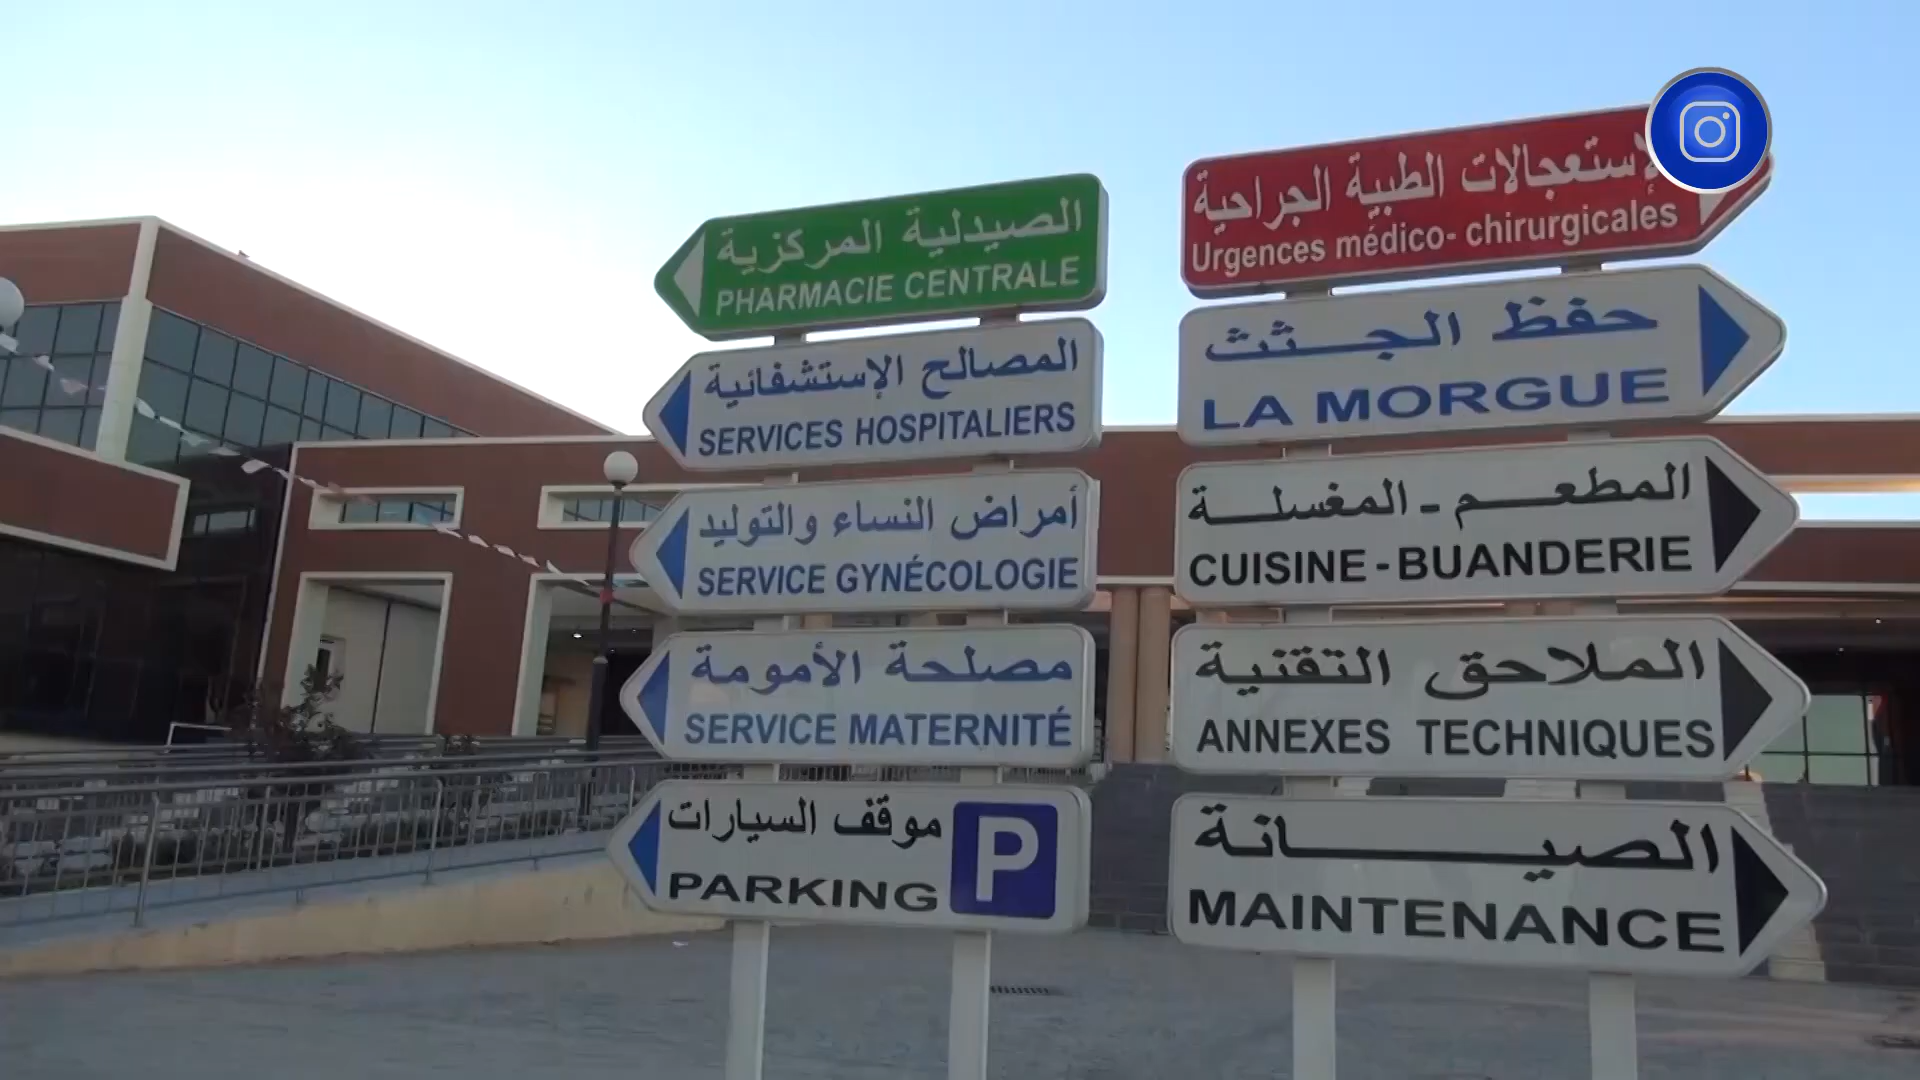 الصيدلية المركزية
PHARMACIE CENTRALE
المصالح الإستشفائية
SERVICES HOSPITALIERS
أمراض النساء والتوليد
SERVICE GYNÉCOLOGIE
مصلحة الأمومة
SERVICE MATERNITÉ
موقف السيارات
PARKING
P
الطبية الجراحية
Urgences médico- chirurgicales
حفظ الجثث
LA MORGUE
المطعم - المغسلة
CUISINE - BUANDERIE
الملاحق التقنية
ANNEXES TECHNIQUES
الصيانة
MAINTENANCE